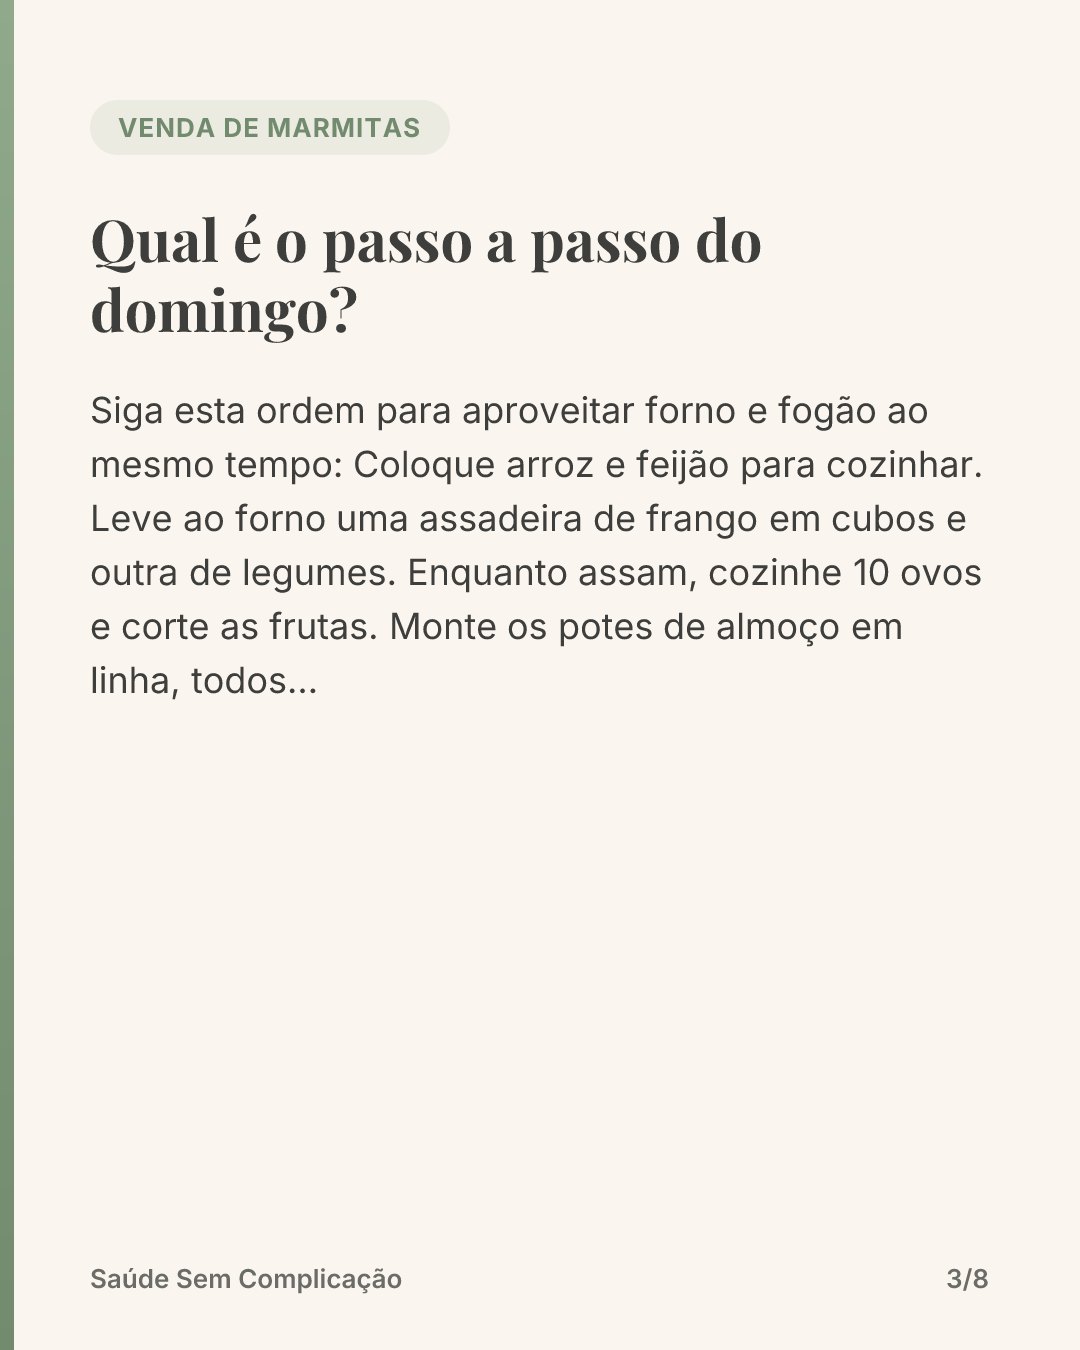 VENDA DE MARMITAS
Qual é o passo a passo do
domingo?
Siga esta ordem para aproveitar forno e fogão ao
mesmo tempo: Coloque arroz e feijão para cozinhar.
Leve ao forno uma assadeira de frango em cubos e
outra de legumes. Enquanto assam, cozinhe 10 ovos
e corte as frutas. Monte os potes de almoço em
linha, todos...
Saúde Sem Complicação
3/8